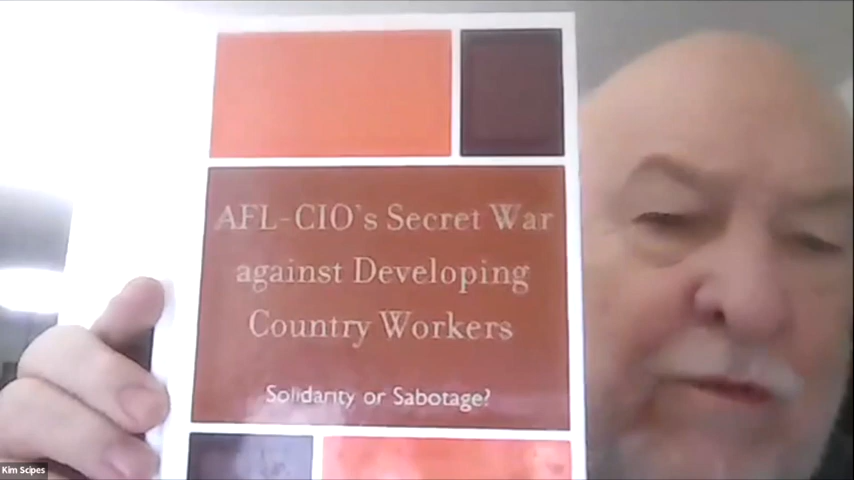 AFL-CIO's Secret War
against Developing
Country Workers
Solidarity or Sabotage?
Kim Scipes